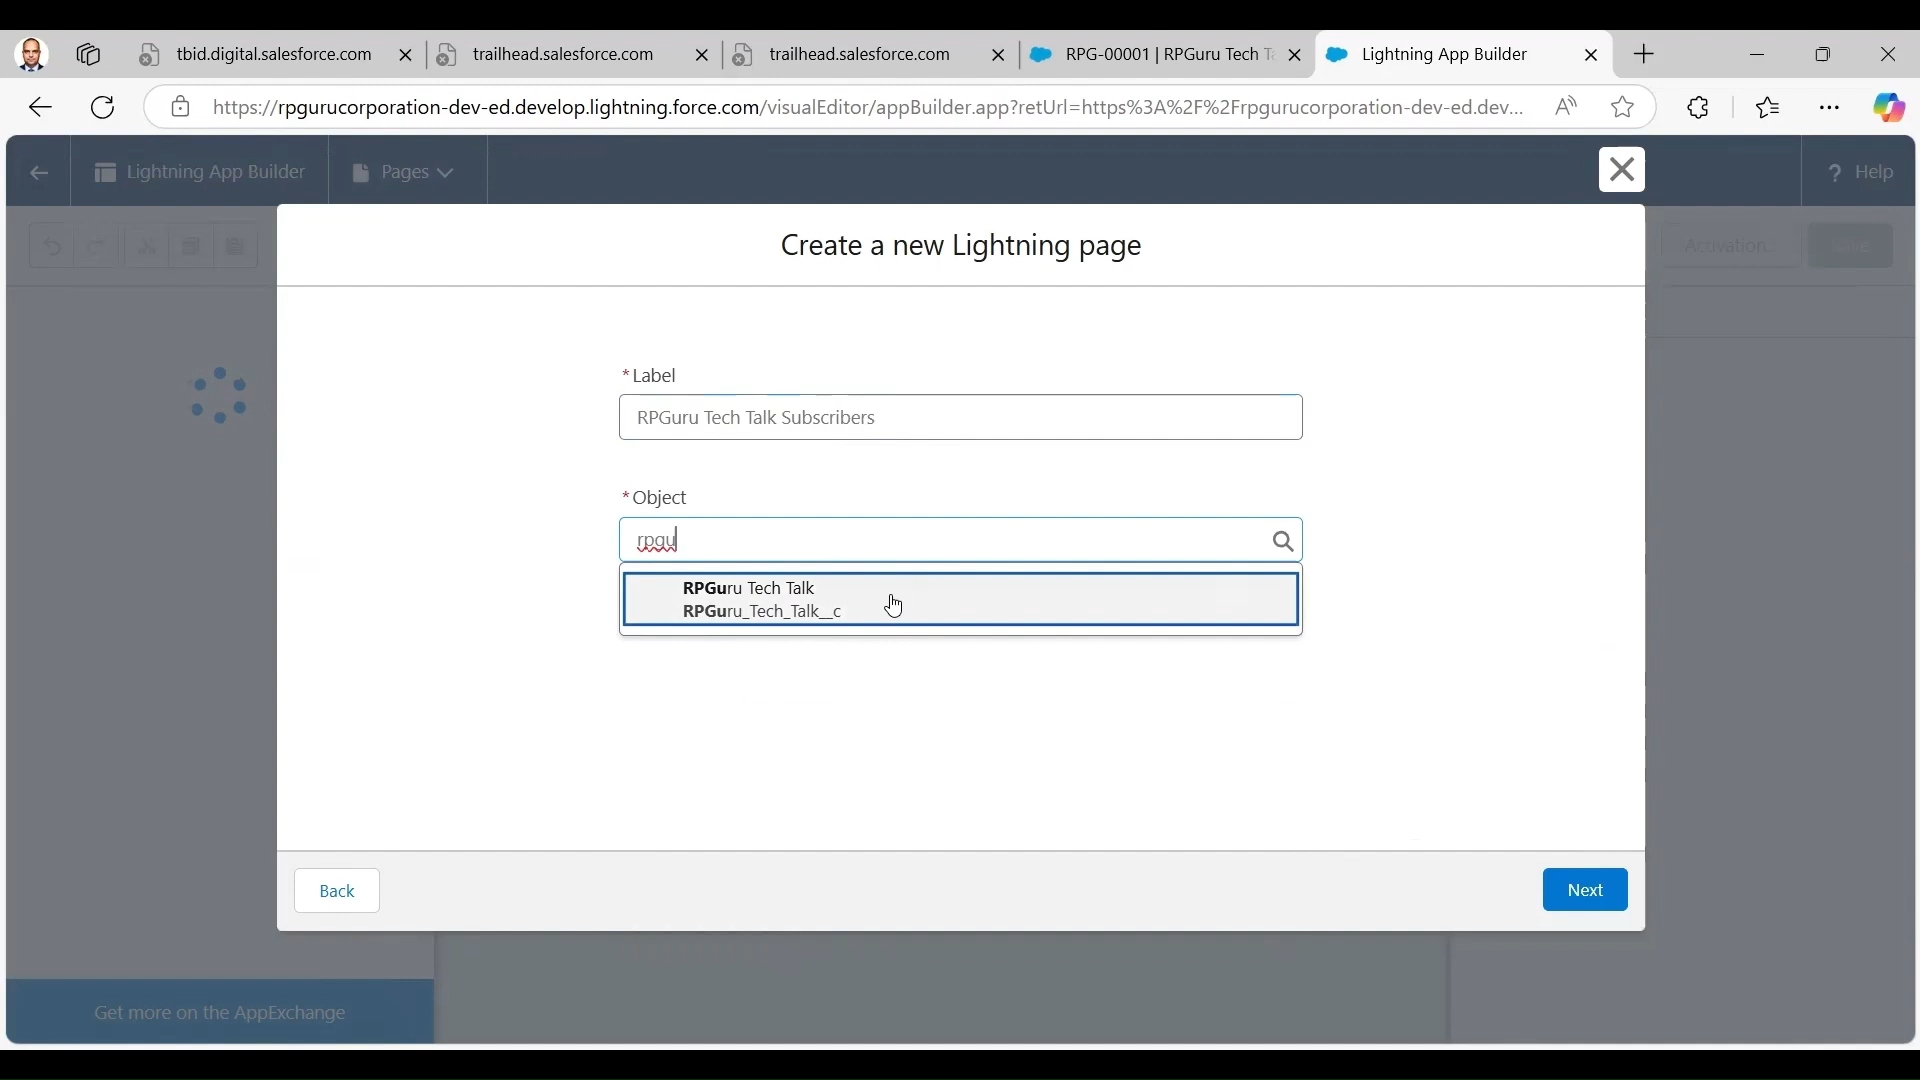 tbid.digital.salesforce.com
trailhead.salesforce.com
trailhead.salesforce.com
RPG-00001 | RPGuru Tech Ta
Lightning App Builder
https://rpgurucorporation-dev-ed.develop.lightning.force.com/visualEditor/appBuilder.app?retUrl=https%3A%2F%2Frpgurucorporation-dev-ed.dev...
Lightning App Builder
Pages
? Help
Create a new Lightning page
Activation
Save
* Label
RPGuru Tech Talk Subscribers
* Object
rpgu
RPGuru Tech Talk
RPGuru_Tech_Talk__c
Back
Next
Get more on the AppExchange